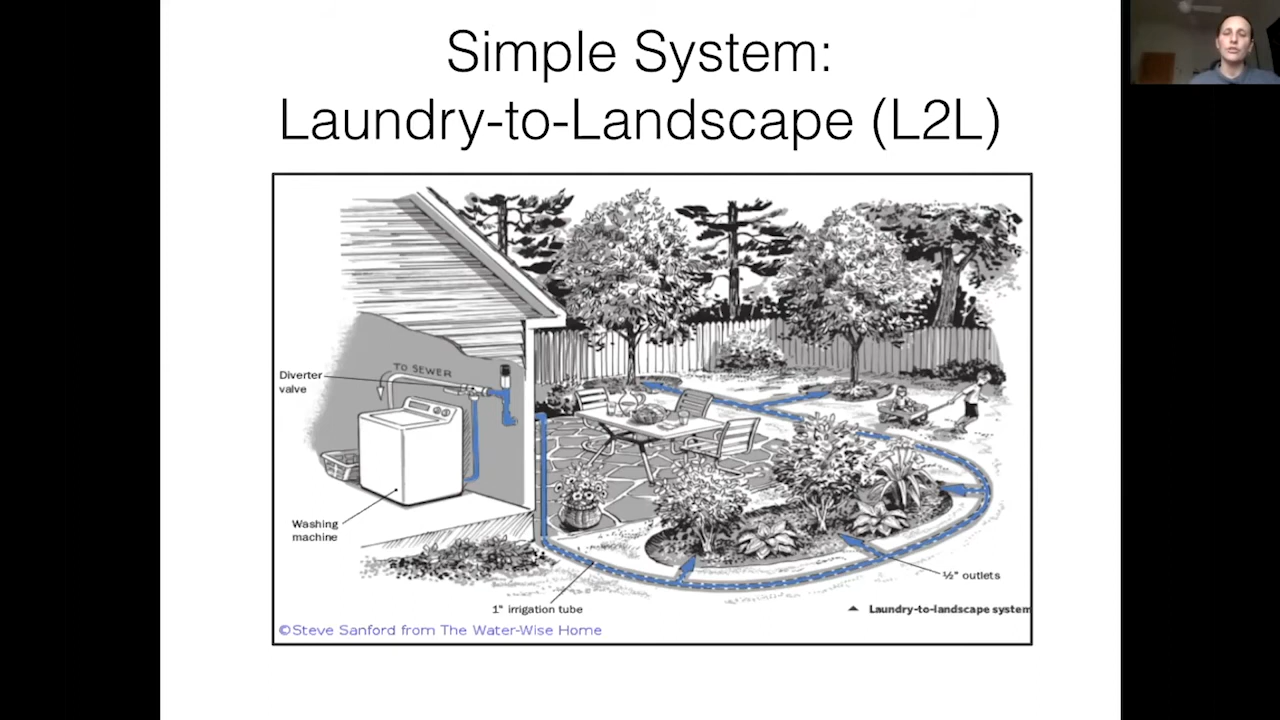 Simple System:
Laundry-to-Landscape (L2L)
TO SEWER
Diverter
valve
Washing
machine
½" outlets
1" irrigation tube
Laundry-to-landscape system
©Steve Sanford from The Water-Wise Home